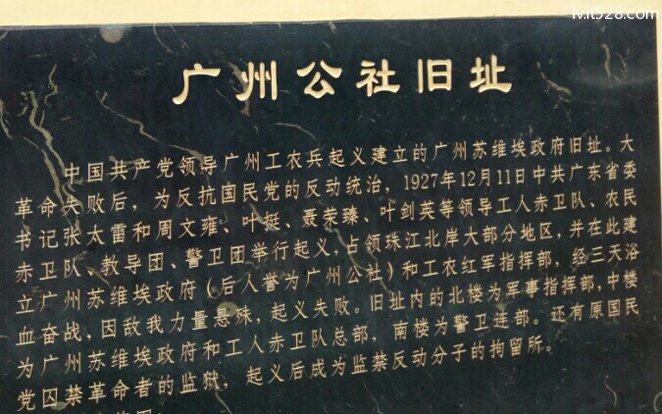 lv.it528.com
广州公社旧址
中国共产党领导广州工农兵起义建立的广州苏维埃政府旧址。大
革命失败后，为反抗国民党的反动统治，1927年12月11日中共广东省委
书记张太雷和周文雍、叶挺、聂荣臻、叶剑英等领导工人赤卫队、农民
赤卫队、教导团、警卫团举行起义，占领珠江北岸大部分地区，并在此建
立广州苏维埃政府（后人誉为广州公社）和工农红军指挥部，经三天浴
血奋战，因敌我力量悬殊，起义失败。旧址内的北楼为军事指挥部，中楼
为广州苏维埃政府和工人赤卫队总部，南楼为警卫连部。还有原国民
党囚禁革命者的监狱，起义后成为监禁反动分子的拘留所。